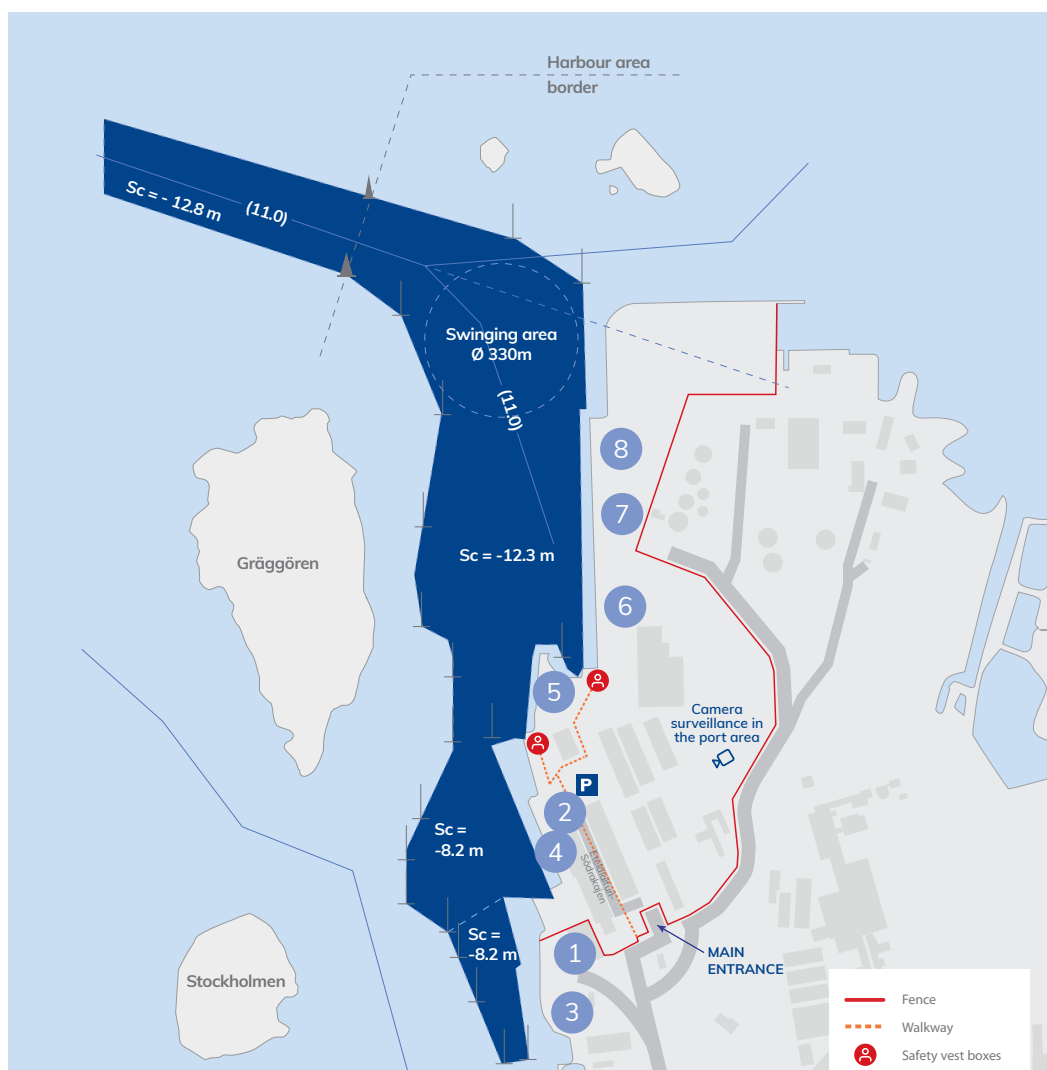 Harbour area
border
Sc = - 12.8 m
(11.0)
Swinging area
Ø 330m
(11.0)
8
7
Sc = -12.3 m
Gräggören
6
5
Camera
surveillance in
the port area
P
2
Sc =
-8.2 m
4
Södrakajen
Sc =
-8.2 m
1
MAIN
ENTRANCE
Stockholmen
3
Fence
Walkway
Safety vest boxes